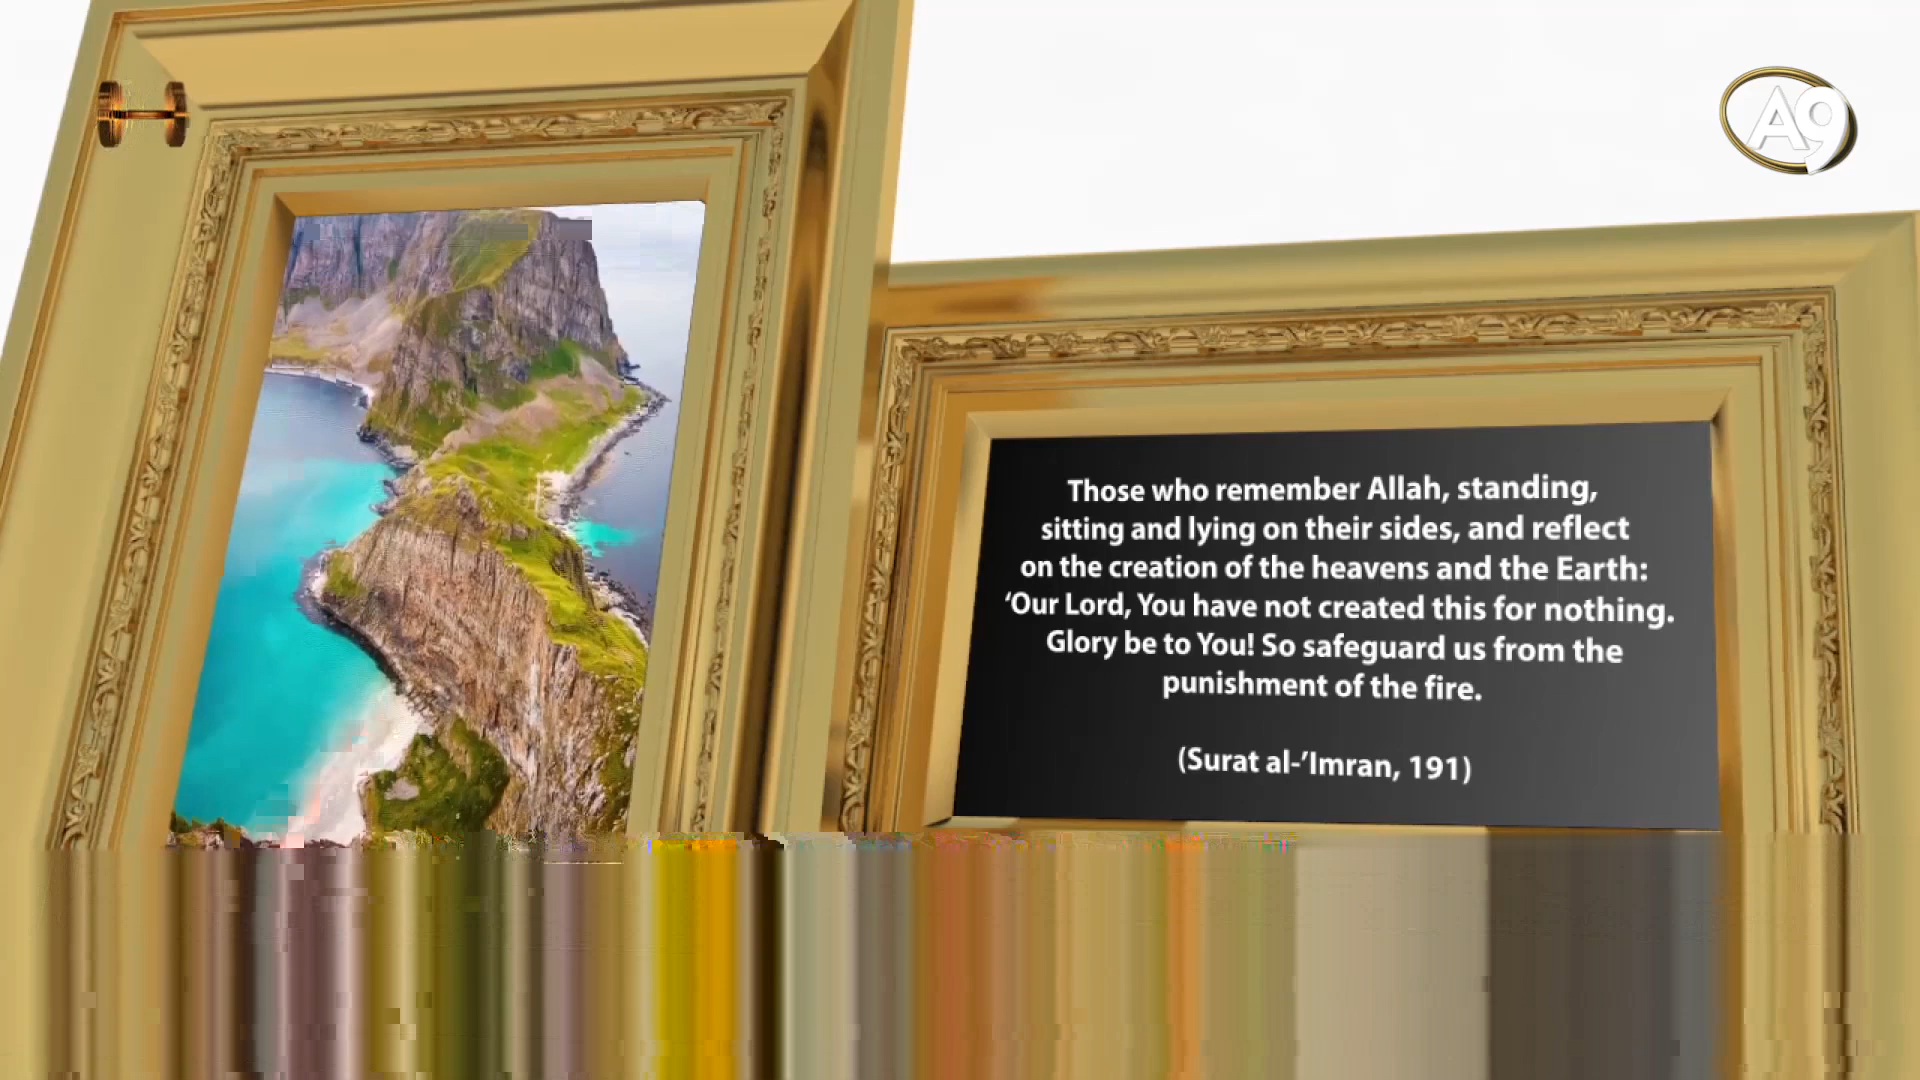 A9
Those who remember Allah, standing,
sitting and lying on their sides, and reflect
on the creation of the heavens and the Earth:
‘Our Lord, You have not created this for nothing.
Glory be to You! So safeguard us from the
punishment of the fire.
(Surat al-’Imran, 191)